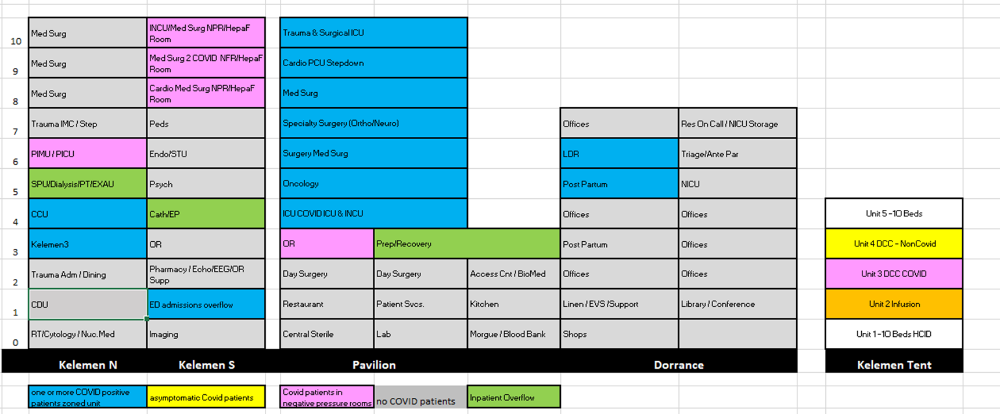 10
Med Surg
INCU/Med Surg NPR/HepaF
Room
Trauma & Surgical ICU
9
Med Surg
Med Surg 2 COVID NFR/HepaF
Room
Cardio PCU Stepdown
8
Med Surg
Cardio Med Surg NPR/HepaF
Room
Med Surg
7
Trauma IMC / Step
Peds
Specialty Surgery (Ortho/Neuro)
Offices
Res On Call / NICU Storage
6
PIMU / PICU
Endo/STU
Surgery Med Surg
LDR
Triage/Ante Par
5
SPU/Dialysis/PT/EXAU
Psych
Oncology
Post Partum
NICU
4
CCU
Cath/EP
ICU COVID ICU & INCU
Offices
Offices
Unit 5 -10 Beds
3
Kelemen3
OR
OR
Prep/Recovery
Post Partum
Offices
Unit 4 DCC - NonCovid
2
Trauma Adm / Dining
Pharmacy / Echo/EEG/OR
Supp
Day Surgery
Day Surgery
Access Cnt / BioMed
Offices
Offices
Unit 3 DCC COVID
1
CDU
ED admissions overflow
Restaurant
Patient Svcs.
Kitchen
Linen / EVS /Support
Library / Conference
Unit 2 Infusion
0
RT/Cytology / Nuc.Med
Imaging
Central Sterile
Lab
Morgue / Blood Bank
Shops
Unit 1 -10 Beds HCID
Kelemen N
Kelemen S
Pavilion
Dorrance
Kelemen Tent
one or more COVID positive
patients zoned unit
asymptomatic Covid patients
Covid patients in
negative pressure rooms
no COVID patients
Inpatient Overflow